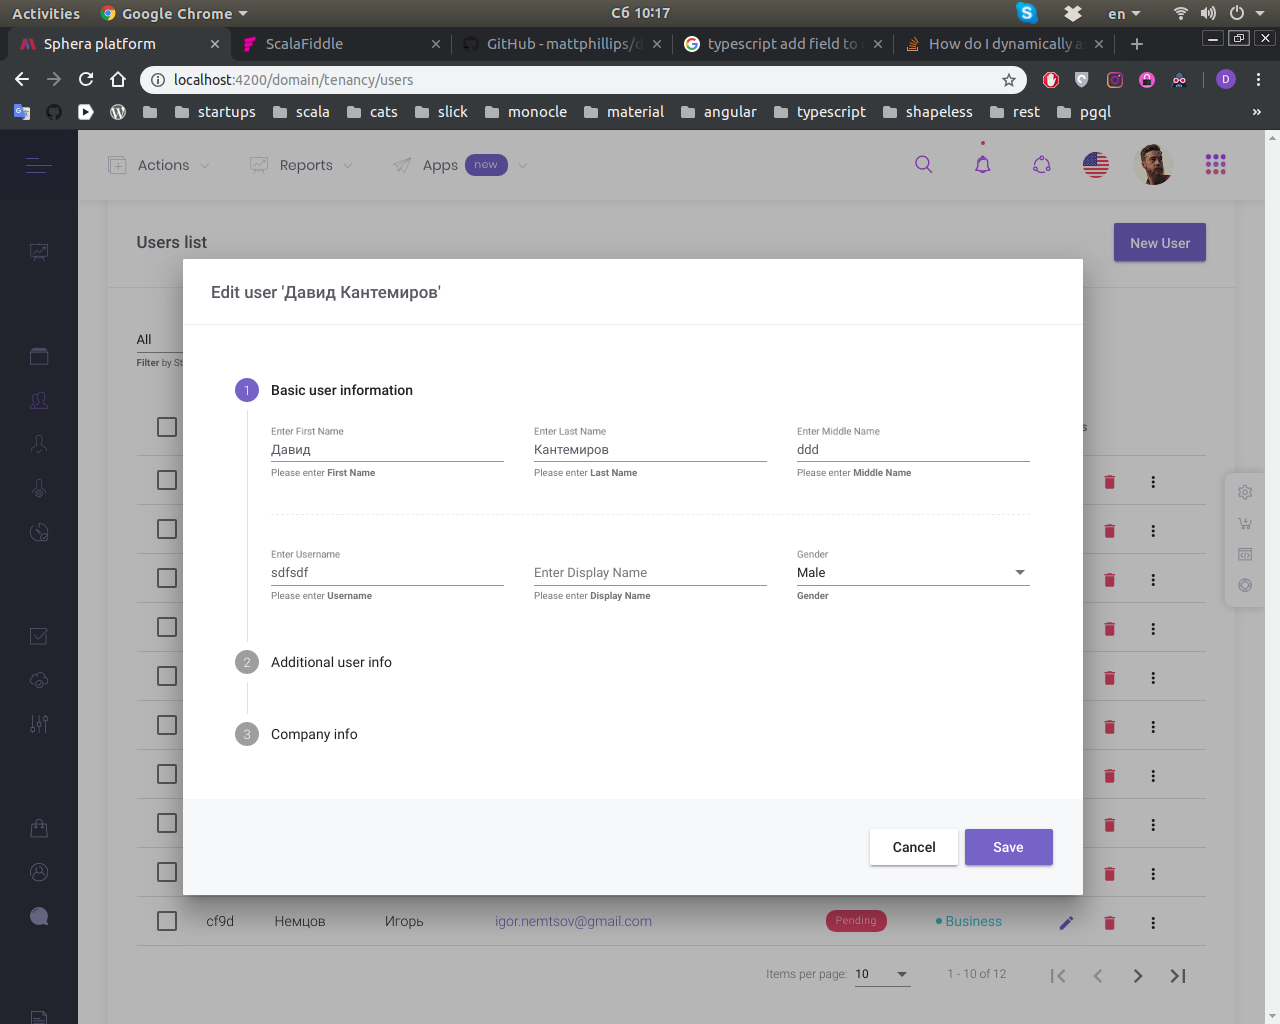 Activities
Google Chrome
Сб 10:17
en
Sphera platform
ScalaFiddle
GitHub - mattphillips/d
typescript add field to
How do I dynamically a
localhost:4200/domain/tenancy/users
D
startups
scala
cats
slick
monocle
material
angular
typescript
shapeless
rest
pgql
»
Actions
Reports
Apps
new
Users list
New User
Edit user 'Давид Кантемиров'
All
Filter by St
1
Basic user information
Enter First Name
Enter Last Name
Enter Middle Name
Давид
Кантемиров
ddd
Please enter First Name
Please enter Last Name
Please enter Middle Name
s
Enter Username
Gender
sdfsdf
Enter Display Name
Male
Please enter Username
Please enter Display Name
Gender
2
Additional user info
3
Company info
Cancel
Save
cf9d
Немцов
Игорь
igor.nemtsov@gmail.com
Pending
Business
Items per page:
10
1 - 10 of 12